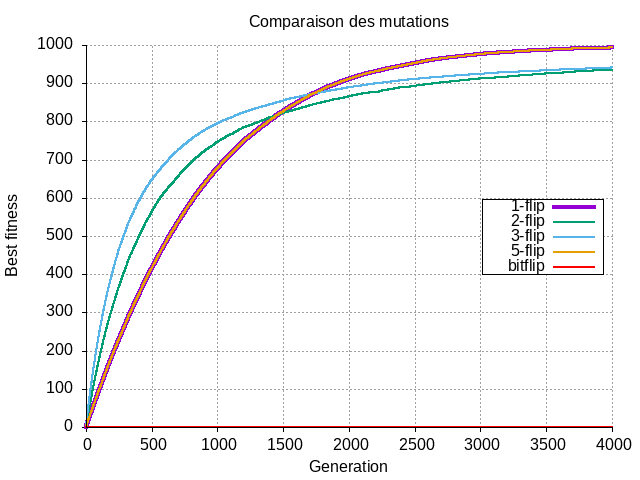 Comparaison des mutations
1000
900
800
700
600
500
400
300
200
100
0
Best fitness
1-flip
2-flip
3-flip
5-flip
bitflip
0 500 1000 1500 2000 2500 3000 3500 4000
Generation